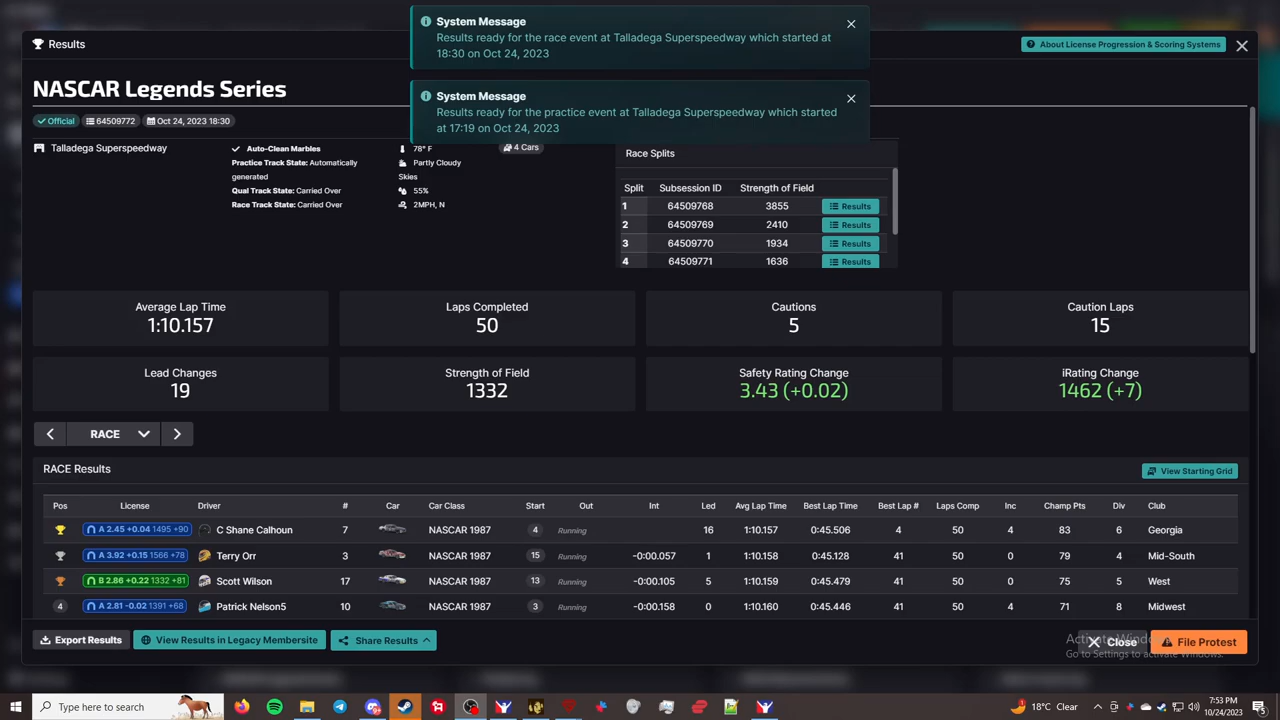 System Message
Results ready for the race event at Talladega Superspeedway which started at
18:30 on Oct 24, 2023
System Message
Results ready for the practice event at Talladega Superspeedway which started
at 17:19 on Oct 24, 2023
Results
About License Progression & Scoring Systems
NASCAR Legends Series
Official 64509772 Oct 24, 2023 18:30
Talladega Superspeedway
Auto-Clean Marbles
Practice Track State: Automatically
generated
Qual Track State: Carried Over
Race Track State: Carried Over
78° F
Partly Cloudy
Skies
55%
2MPH, N
4 Cars
Race Splits
Split Subsession ID Strength of Field
1 64509768 3855 Results
2 64509769 2410 Results
3 64509770 1934 Results
4 64509771 1636 Results
Average Lap Time
1:10.157
Laps Completed
50
Cautions
5
Caution Laps
15
Lead Changes
19
Strength of Field
1332
Safety Rating Change
3.43 (+0.02)
iRating Change
1462 (+7)
RACE
RACE Results
View Starting Grid
Pos License Driver # Car Car Class Start Out Int Led Avg Lap Time Best Lap Time Best Lap # Laps Comp Inc Champ Pts Div Club
A 2.45 +0.04 1495 +90 C Shane Calhoun 7 NASCAR 1987 4 Running 16 1:10.157 0:45.506 4 50 4 83 6 Georgia
A 3.92 +0.15 1566 +78 Terry Orr 3 NASCAR 1987 15 Running -0:00.057 1 1:10.158 0:45.128 41 50 0 79 4 Mid-South
B 2.86 +0.22 1332 +81 Scott Wilson 17 NASCAR 1987 13 Running -0:00.105 5 1:10.159 0:45.479 41 50 0 75 5 West
4 A 2.81 -0.02 1391 +68 Patrick Nelson5 10 NASCAR 1987 3 Running -0:00.158 0 1:10.160 0:45.446 41 50 4 71 8 Midwest
Export Results
View Results in Legacy Membersite
Share Results
Close
File Protest
Go to Settings to activate Windows.
Type here to search
18°C Clear
7:53 PM
10/24/2023